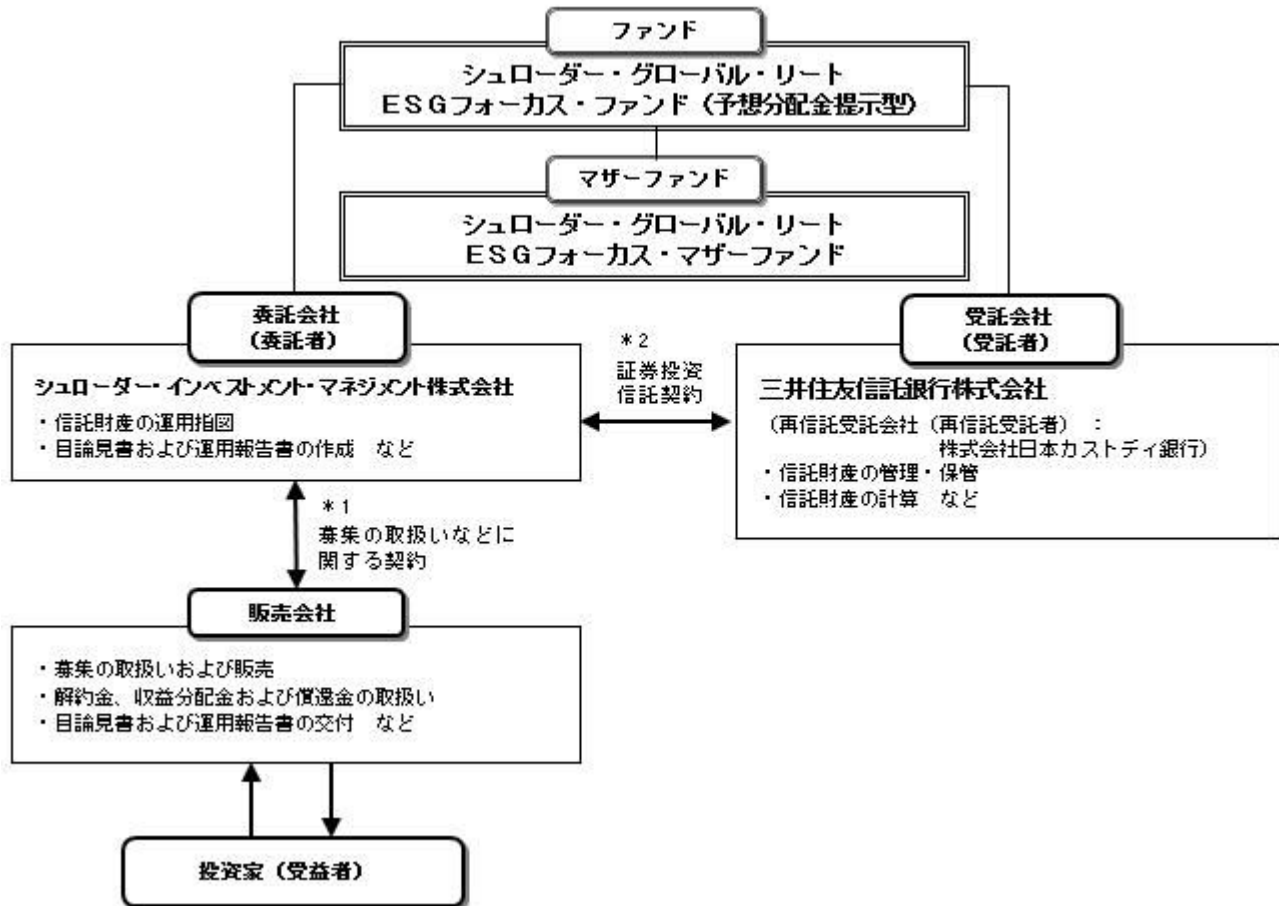 ファンド
シュローダー・グローバル・リート
ESGフォーカス・ファンド(予想分配金提示型)
マザーファンド
シュローダー・グローバル・リート
ESGフォーカス・マザーファンド
委託会社
(委託者)
シュローダー・インベストメント・マネジメント株式会社
・信託財産の運用指図
・目論見書および運用報告書の作成 など
*2
証券投資
信託契約
受託会社
(受託者)
三井住友信託銀行株式会社
(再信託受託会社(再信託受託者) :
株式会社日本カストディ銀行)
・信託財産の管理・保管
・信託財産の計算 など
*1
募集の取扱いなどに
関する契約
販売会社
・募集の取扱いおよび販売
・解約金、収益分配金および償還金の取扱い
・目論見書および運用報告書の交付 など
投資家(受益者)